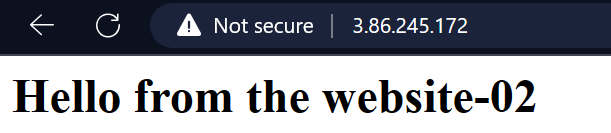 Not secure | 3.86.245.172
Hello from the website-02